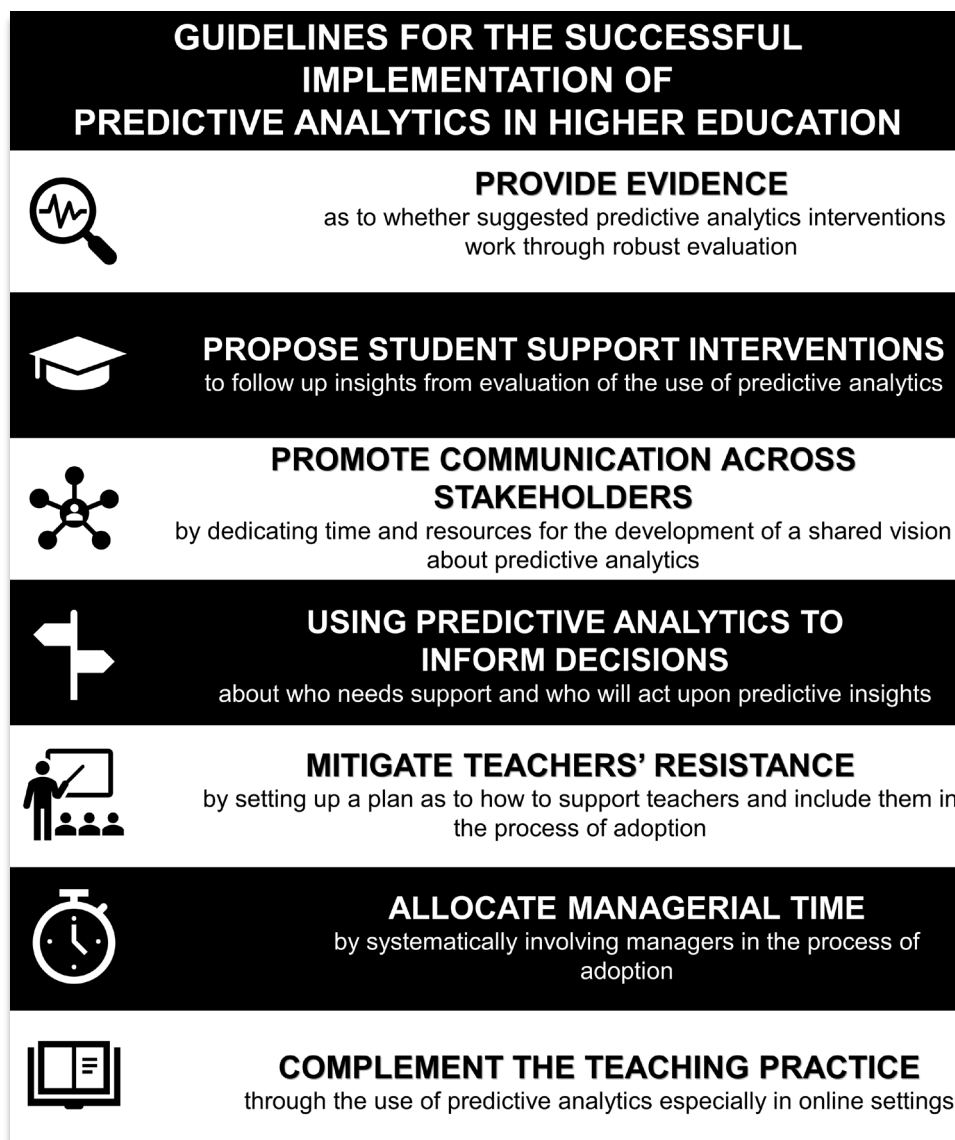 GUIDELINES FOR THE SUCCESSFUL
IMPLEMENTATION OF
PREDICTIVE ANALYTICS IN HIGHER EDUCATION
PROVIDE EVIDENCE
as to whether suggested predictive analytics interventions
work through robust evaluation
PROPOSE STUDENT SUPPORT INTERVENTIONS
to follow up insights from evaluation of the use of predictive analytics
PROMOTE COMMUNICATION ACROSS
STAKEHOLDERS
by dedicating time and resources for the development of a shared vision
about predictive analytics
USING PREDICTIVE ANALYTICS TO
INFORM DECISIONS
about who needs support and who will act upon predictive insights
MITIGATE TEACHERS’ RESISTANCE
by setting up a plan as to how to support teachers and include them in
the process of adoption
ALLOCATE MANAGERIAL TIME
by systematically involving managers in the process of
adoption
COMPLEMENT THE TEACHING PRACTICE
through the use of predictive analytics especially in online settings